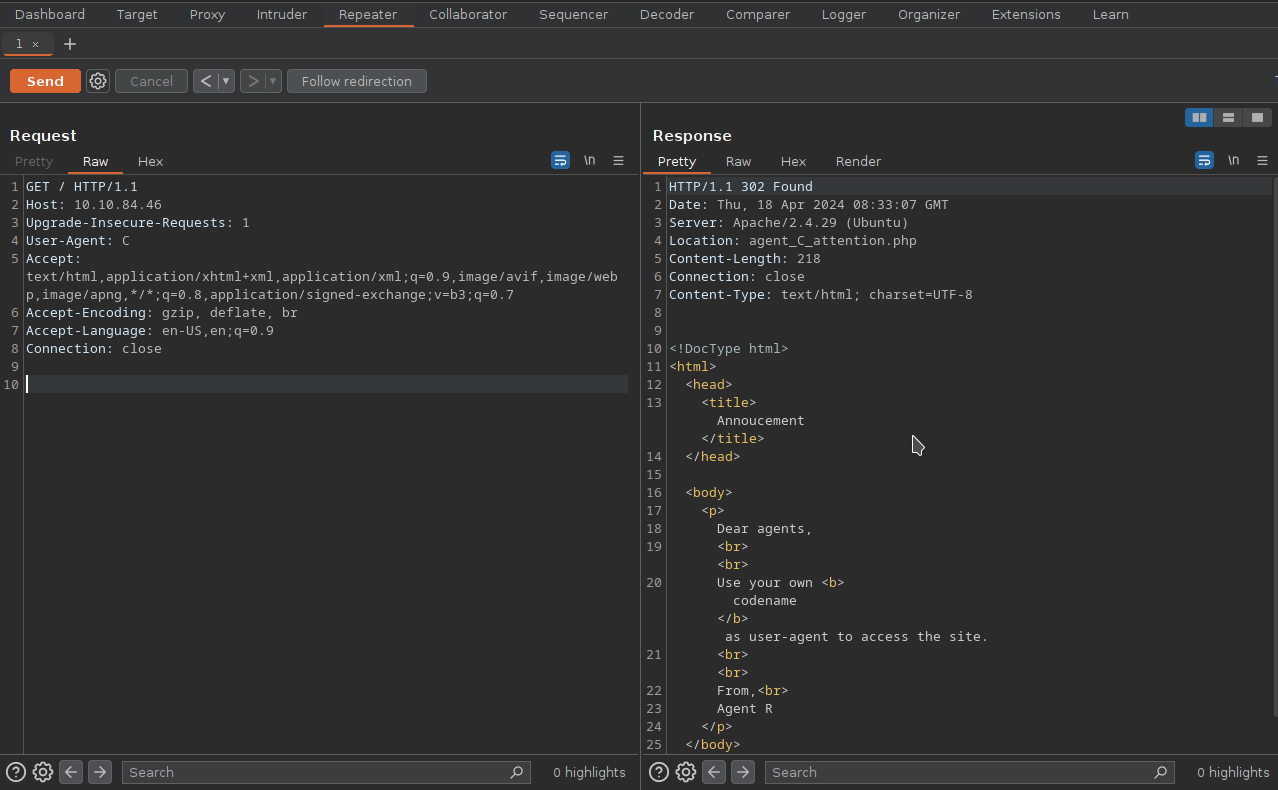 Dashboard Target Proxy Intruder Repeater Collaborator Sequencer Decoder Comparer Logger Organizer Extensions Learn
1 × +
Send Cancel < ▾ > ▾ Follow redirection
Request
Pretty Raw Hex \n
1 GET / HTTP/1.1
2 Host: 10.10.84.46
3 Upgrade-Insecure-Requests: 1
4 User-Agent: C
5 Accept:
text/html,application/xhtml+xml,application/xml;q=0.9,image/avif,image/web
p,image/apng,*/*;q=0.8,application/signed-exchange;v=b3;q=0.7
6 Accept-Encoding: gzip, deflate, br
7 Accept-Language: en-US,en;q=0.9
8 Connection: close
9
10
Search 0 highlights
Response
Pretty Raw Hex Render \n
1 HTTP/1.1 302 Found
2 Date: Thu, 18 Apr 2024 08:33:07 GMT
3 Server: Apache/2.4.29 (Ubuntu)
4 Location: agent_C_attention.php
5 Content-Length: 218
6 Connection: close
7 Content-Type: text/html; charset=UTF-8
8
9
10 <!DocType html>
11 <html>
12 <head>
13 <title>
Annoucement
</title>
14 </head>
15
16 <body>
17 <p>
18 Dear agents,
19 <br>
<br>
20 Use your own <b>
codename
</b>
as user-agent to access the site.
21 <br>
<br>
22 From,<br>
23 Agent R
24 </p>
25 </body>
Search 0 highlights